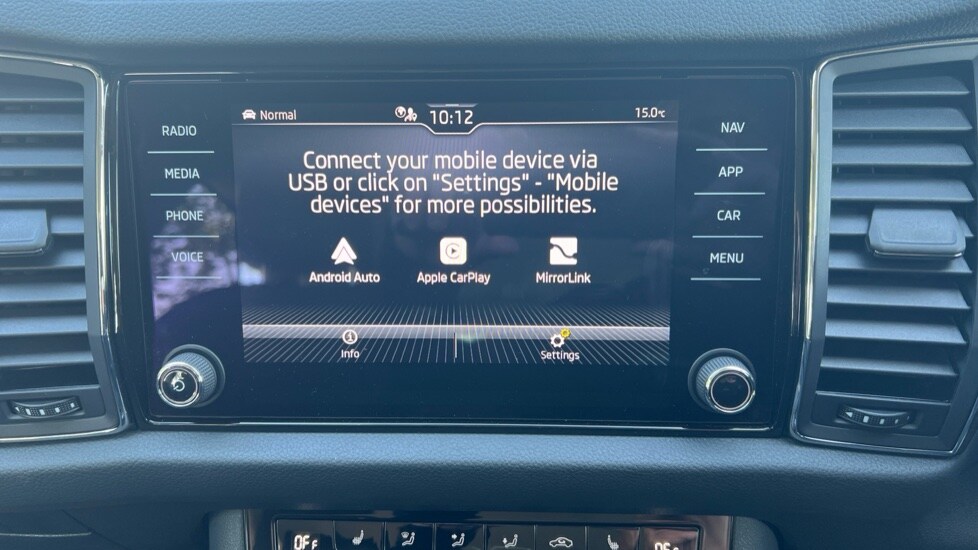 Normal
10:12
15.0°c
RADIO
MEDIA
PHONE
VOICE
Connect your mobile device via
USB or click on "Settings" - "Mobile
devices" for more possibilities.
Android Auto
Apple CarPlay
MirrorLink
Info
Settings
NAV
APP
CAR
MENU
OFF